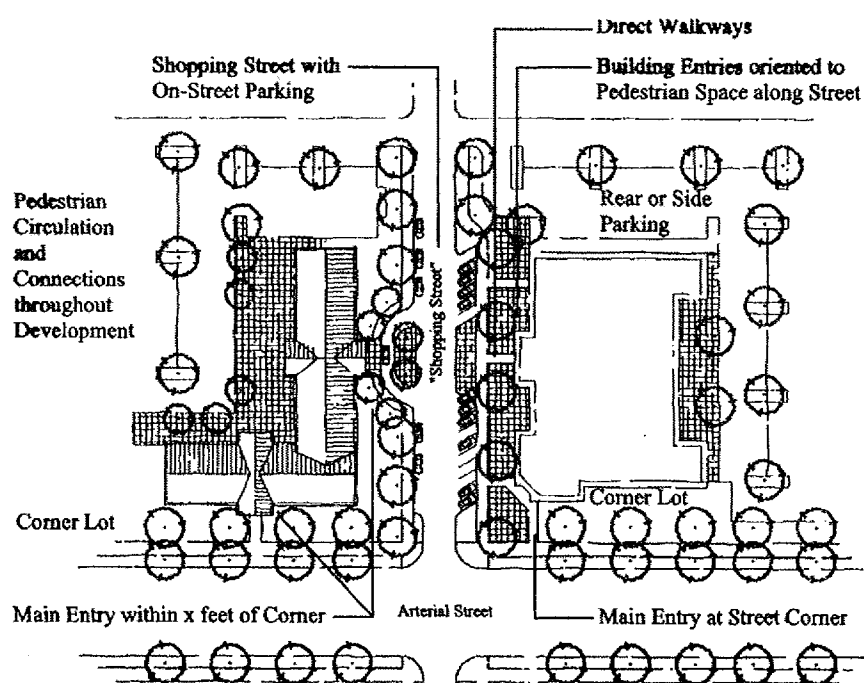 Direct Walkways
Shopping Street with
On-Street Parking
Building Entries oriented to
Pedestrian Space along Street
Pedestrian
Circulation
and
Connections
throughout
Development
Rear or Side
Parking
"Shopping Street"
Corner Lot
Corner Lot
Main Entry within x feet of Corner
Arterial Street
Main Entry at Street Corner